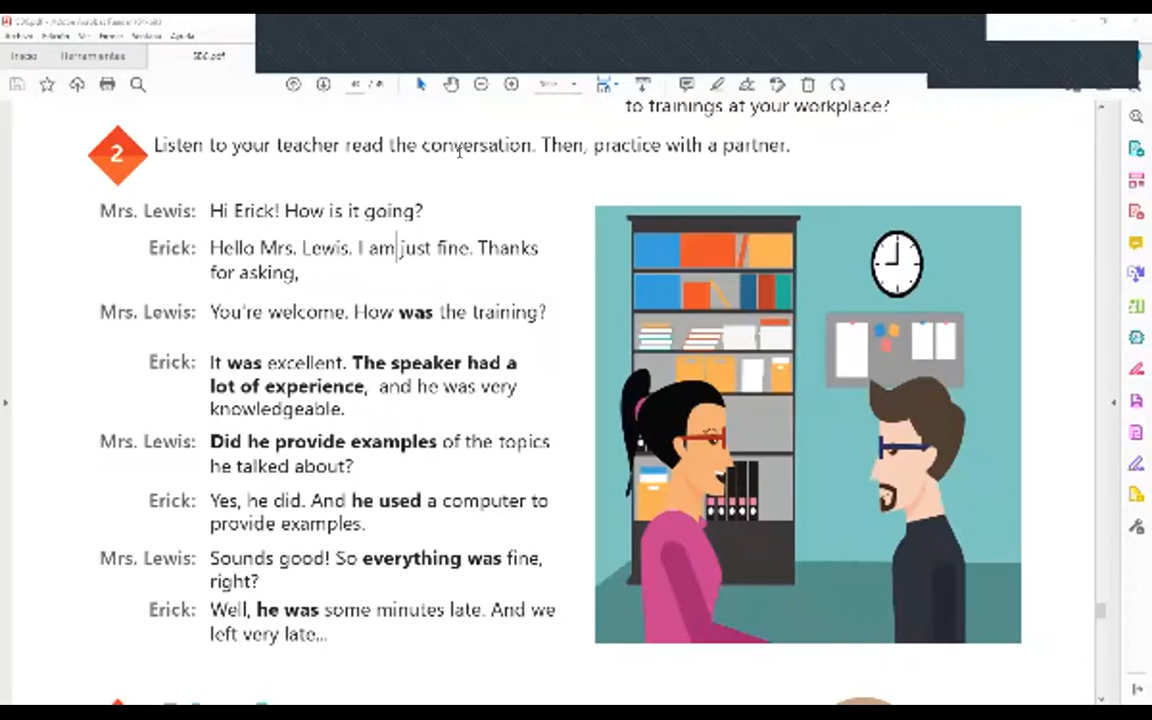 Inicio
Herramientas
SDC.pdf
to trainings at your workplace?
2
Listen to your teacher read the conversation. Then, practice with a partner.
Mrs. Lewis: Hi Erick! How is it going?
Erick: Hello Mrs. Lewis. I am just fine. Thanks
for asking,
Mrs. Lewis: You're welcome. How was the training?
Erick: It was excellent. The speaker had a
lot of experience, and he was very
knowledgeable.
Mrs. Lewis: Did he provide examples of the topics
he talked about?
Erick: Yes, he did. And he used a computer to
provide examples.
Mrs. Lewis: Sounds good! So everything was fine,
right?
Erick: Well, he was some minutes late. And we
left very late...